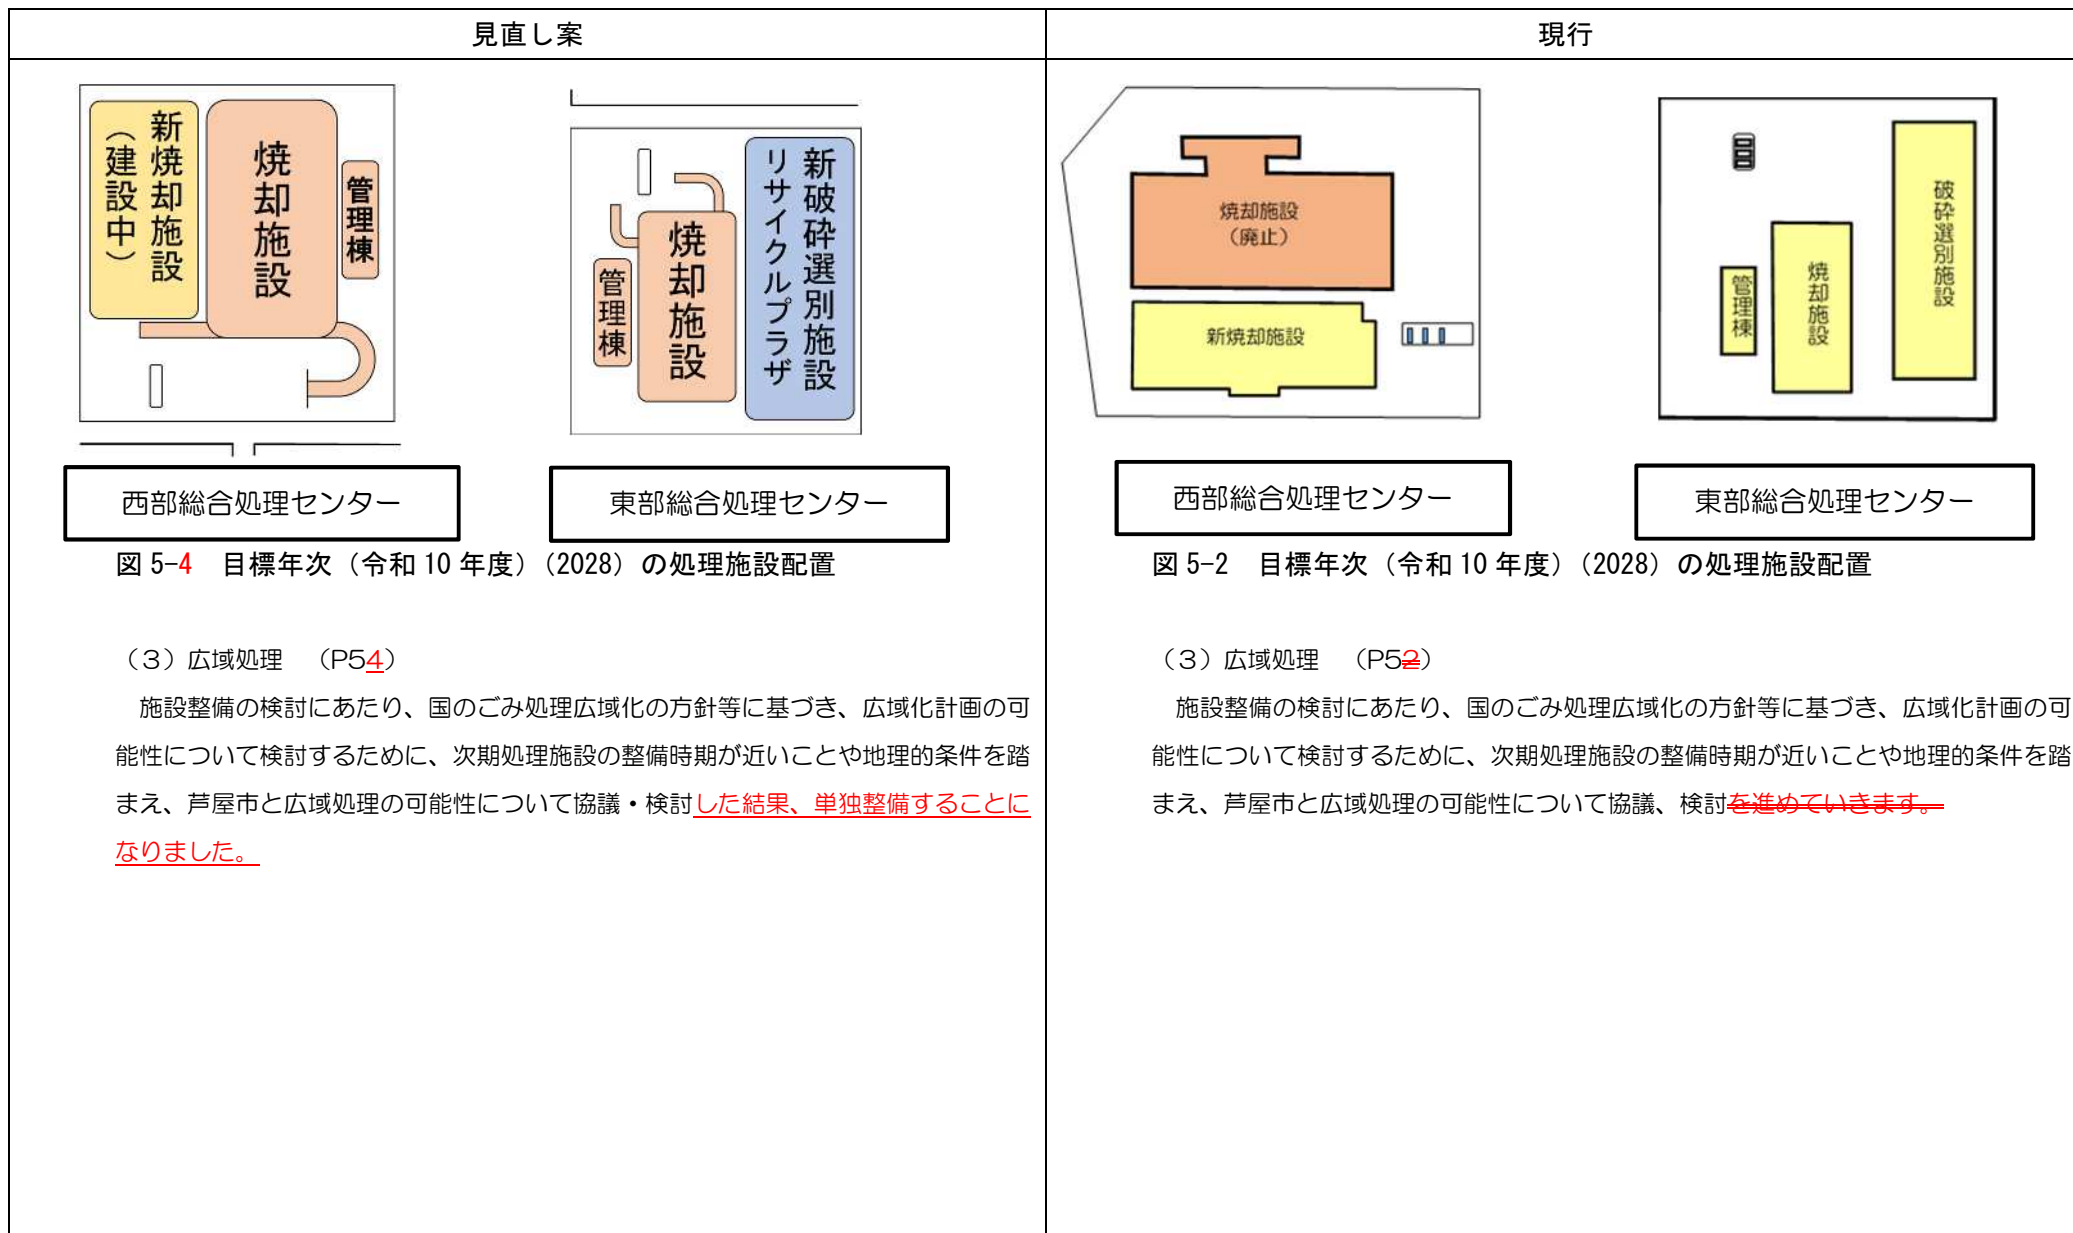 見直し案
新焼却施設
（建設中）
焼却施設
管理棟
新破砕選別施設
リサイクルプラザ
焼却施設
管理棟
西部総合処理センター
東部総合処理センター
図 5-4　目標年次（令和 10 年度）（2028）の処理施設配置
（3）広域処理　（P54）
施設整備の検討にあたり、国のごみ処理広域化の方針等に基づき、広域化計画の可
能性について検討するために、次期処理施設の整備時期が近いことや地理的条件を踏
まえ、芦屋市と広域処理の可能性について協議・検討した結果、単独整備することに
なりました。
現行
焼却施設
（廃止）
新焼却施設
管理棟
焼却施設
破砕選別施設
西部総合処理センター
東部総合処理センター
図 5-2　目標年次（令和 10 年度）（2028）の処理施設配置
（3）広域処理　（P52）
施設整備の検討にあたり、国のごみ処理広域化の方針等に基づき、広域化計画の可
能性について検討するために、次期処理施設の整備時期が近いことや地理的条件を踏
まえ、芦屋市と広域処理の可能性について協議、検討を進めていきます。